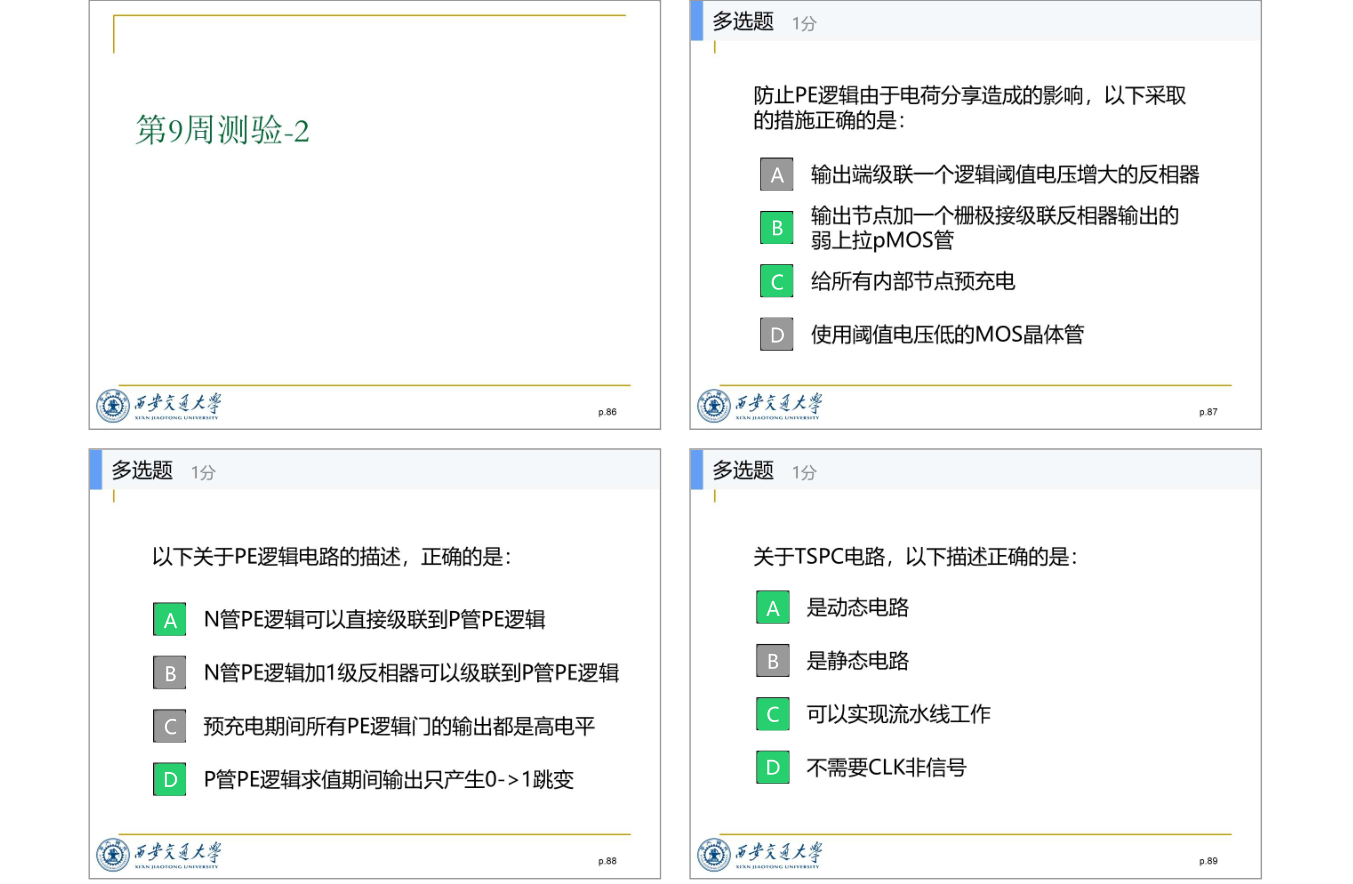 第9周测验-2
西安交通大学
XI'AN JIAOTONG UNIVERSITY
p.86
多选题 1分
防止PE逻辑由于电荷分享造成的影响，以下采取
的措施正确的是：
A 输出端级联一个逻辑阈值电压增大的反相器
B 输出节点加一个栅极接级联反相器输出的
弱上拉pMOS管
C 给所有内部节点预充电
D 使用阈值电压低的MOS晶体管
西安交通大学
XI'AN JIAOTONG UNIVERSITY
p.87
多选题 1分
以下关于PE逻辑电路的描述，正确的是：
A N管PE逻辑可以直接级联到P管PE逻辑
B N管PE逻辑加1级反相器可以级联到P管PE逻辑
C 预充电期间所有PE逻辑门的输出都是高电平
D P管PE逻辑求值期间输出只产生0->1跳变
西安交通大学
XI'AN JIAOTONG UNIVERSITY
p.88
多选题 1分
关于TSPC电路，以下描述正确的是：
A 是动态电路
B 是静态电路
C 可以实现流水线工作
D 不需要CLK非信号
西安交通大学
XI'AN JIAOTONG UNIVERSITY
p.89